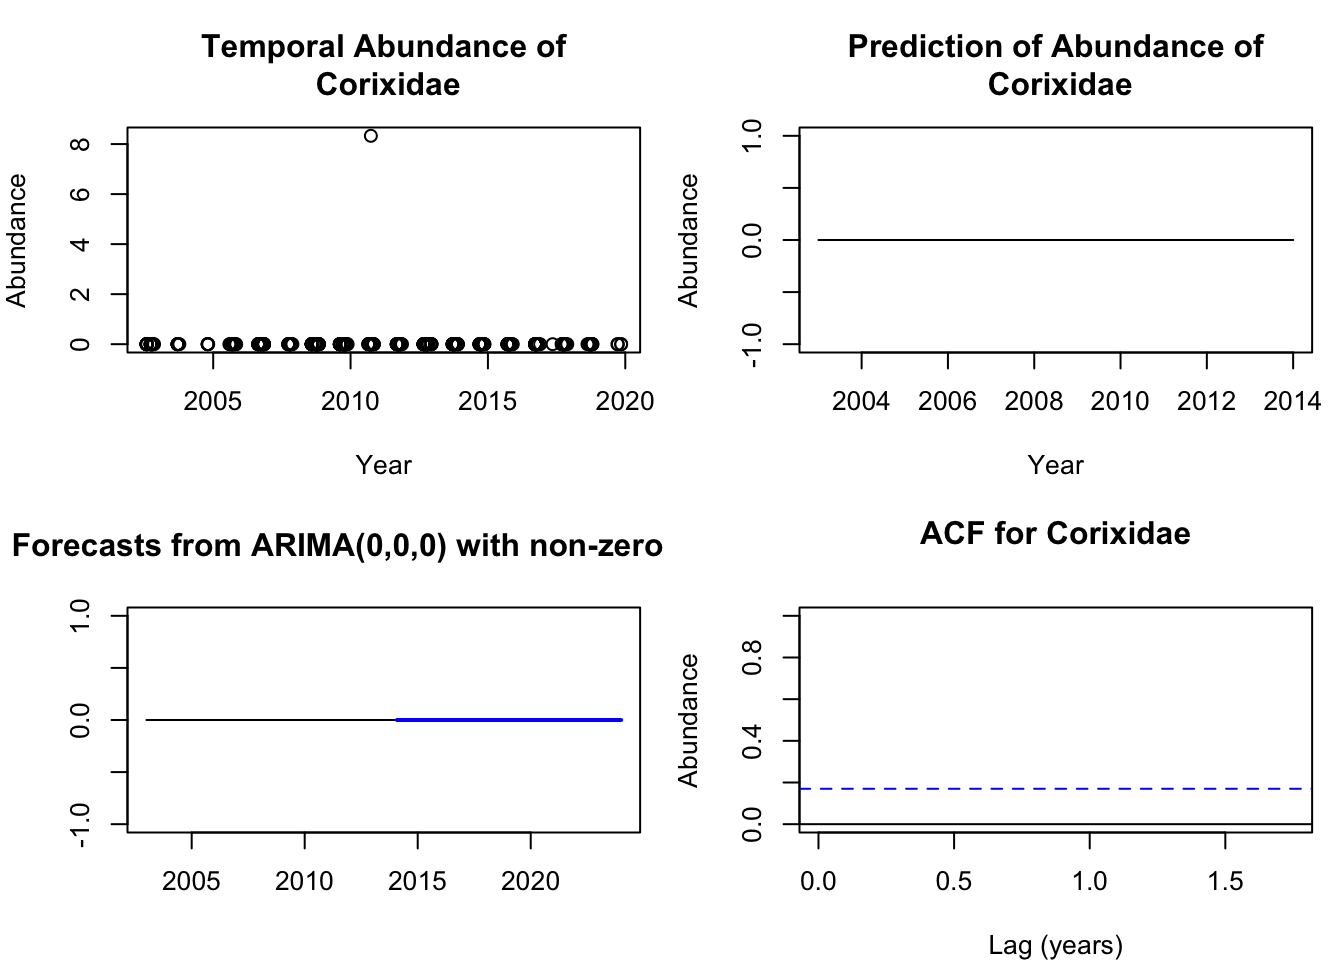 Temporal Abundance of
Corixidae
Abundance
8
6
4
2
0
2005 2010 2015 2020
Year
Prediction of Abundance of
Corixidae
Abundance
1.0
0.0
-1.0
2004 2006 2008 2010 2012 2014
Year
Forecasts from ARIMA(0,0,0) with non-zero
1.0
0.0
-1.0
2005 2010 2015 2020
ACF for Corixidae
Abundance
0.8
0.4
0.0
0.0 0.5 1.0 1.5
Lag (years)